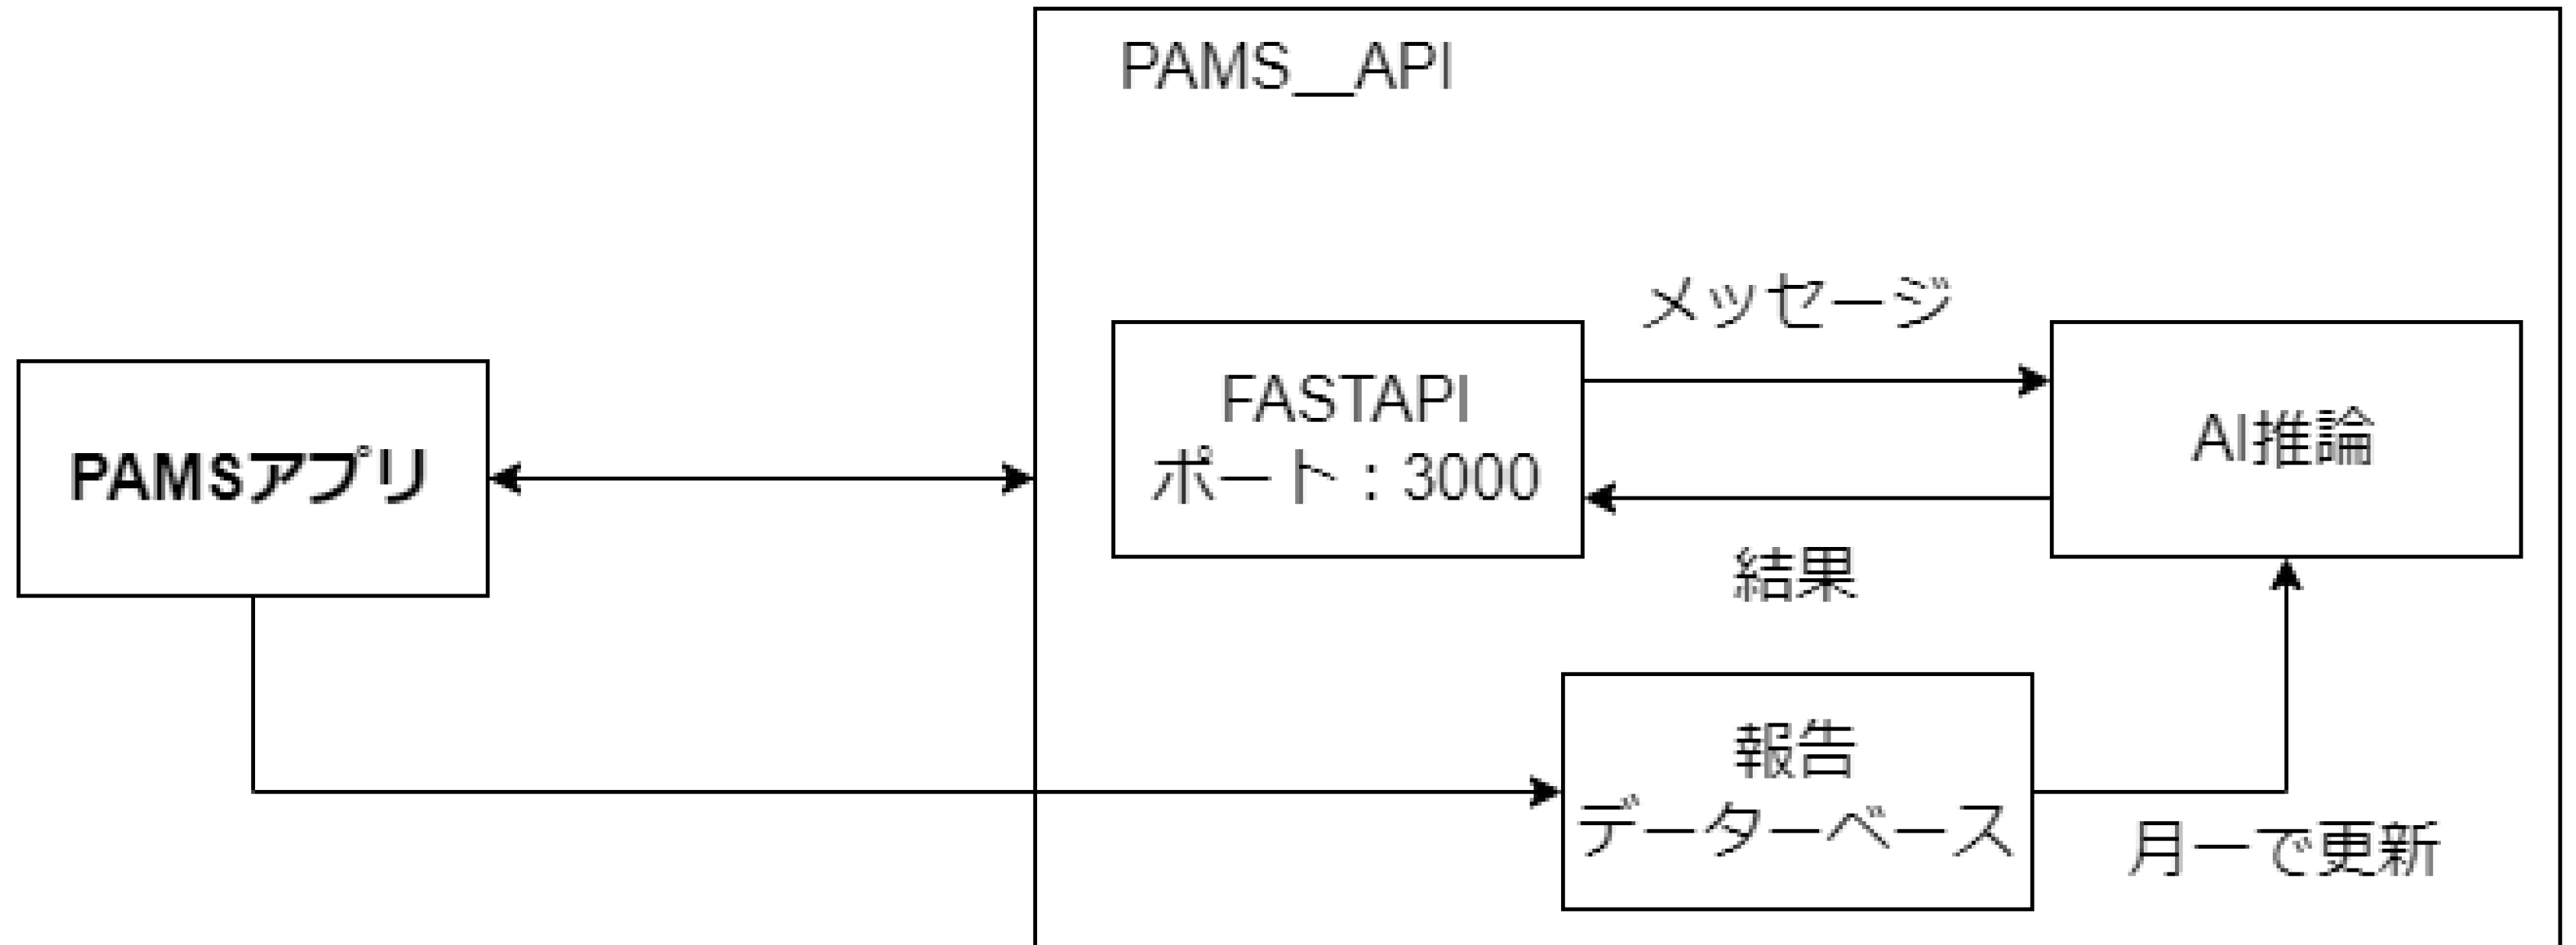 PAMS__API
メッセージ
FASTAPI
ポート：3000
AI推論
PAMSアプリ
結果
報告
データーベース
月一で更新